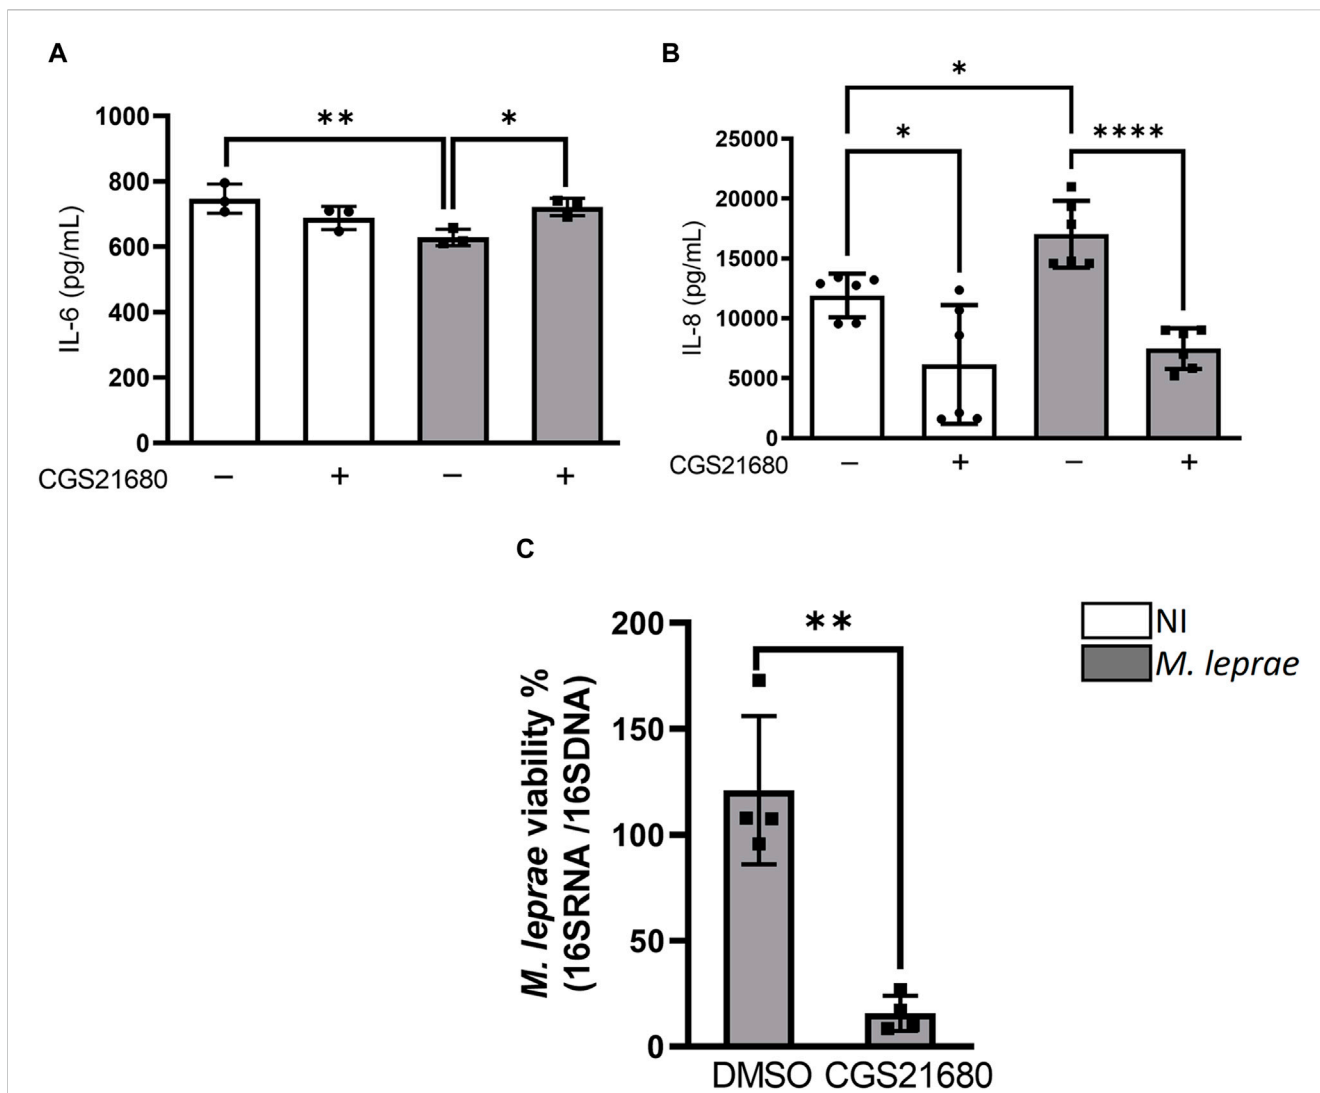 A
1000
800
600
400
200
0
IL-6 (pg/mL)
** *
CGS21680 − + − +
B
25000
20000
15000
10000
5000
0
IL-8 (pg/mL)
*
* ****
CGS21680 − + − +
C
200
150
100
50
0
M. leprae viability %
(16SRNA /16SDNA)
**
DMSO CGS21680
NI
M. leprae